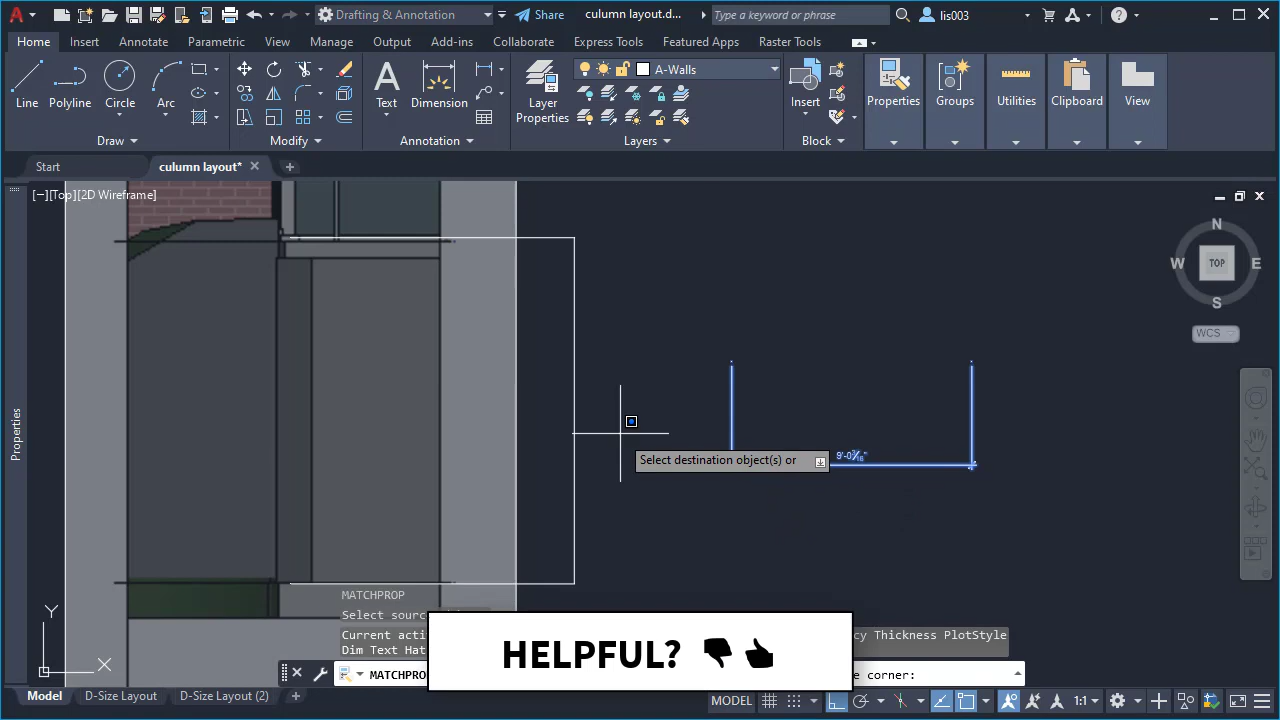 Drafting & Annotation
Share
culumn layout.d...
Type a keyword or phrase
lis003
Home
Insert
Annotate
Parametric
View
Manage
Output
Add-ins
Collaborate
Express Tools
Featured Apps
Raster Tools
Line
Polyline
Circle
Arc
Text
Dimension
Layer
Properties
A-Walls
Insert
Properties
Groups
Utilities
Clipboard
View
Draw
Modify
Annotation
Layers
Block
Start
culumn layout*
[−][Top][2D Wireframe]
N
W
TOP
E
S
WCS
Properties
Select destination object(s) or
MATCHPROP
Select sourc
Current acti
cy Thickness PlotStyle
Dim Text Hat
HELPFUL?
MATCHPRO
e corner:
Y
X
Model
D-Size Layout
D-Size Layout (2)
MODEL
1:1